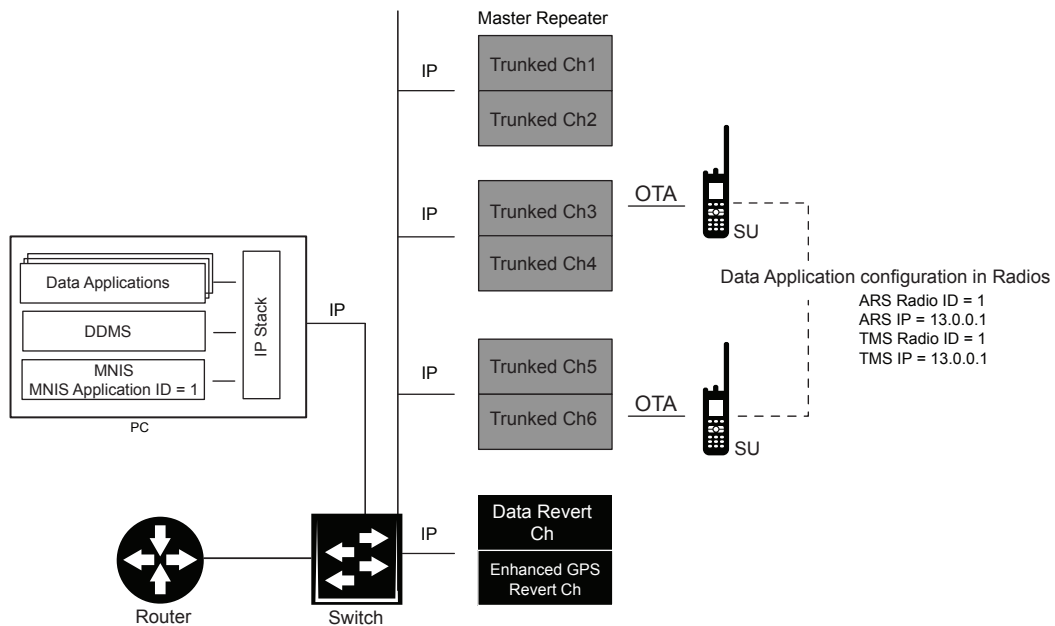 Master Repeater
IP
Trunked Ch1
Trunked Ch2
IP
Trunked Ch3
Trunked Ch4
OTA
SU
Data Applications
DDMS
MNIS
MNIS Application ID = 1
IP Stack
PC
IP
Data Application configuration in Radios
ARS Radio ID = 1
ARS IP = 13.0.0.1
TMS Radio ID = 1
TMS IP = 13.0.0.1
IP
Trunked Ch5
Trunked Ch6
OTA
SU
IP
Data Revert
Ch
Enhanced GPS
Revert Ch
Router
Switch